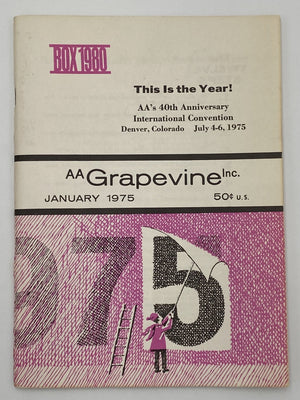 BOX 1980
This Is the Year!
AA's 40th Anniversary
International Convention
Denver, Colorado July 4-6, 1975
AA Grapevine Inc.
JANUARY 1975 50¢ U.S.
975